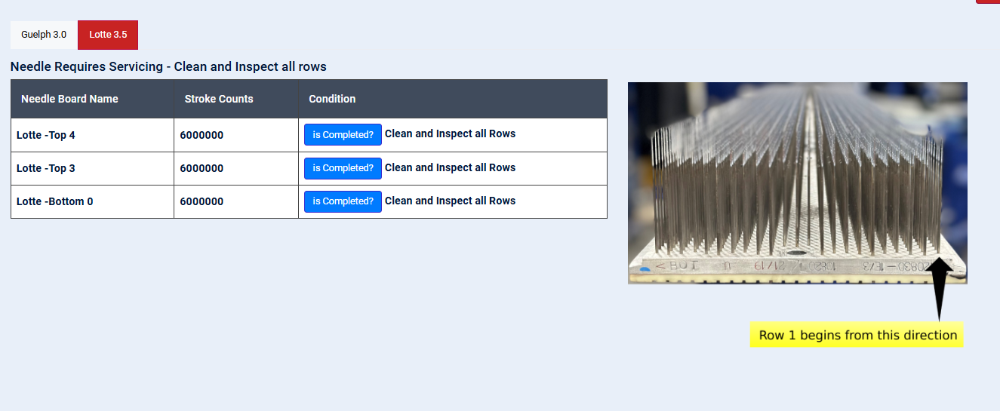 Guelph 3.0
Lotte 3.5
Needle Requires Servicing - Clean and Inspect all rows
Needle Board Name Stroke Counts Condition
Lotte -Top 4 6000000 is Completed? Clean and Inspect all Rows
Lotte -Top 3 6000000 is Completed? Clean and Inspect all Rows
Lotte -Bottom 0 6000000 is Completed? Clean and Inspect all Rows
Row 1 begins from this direction